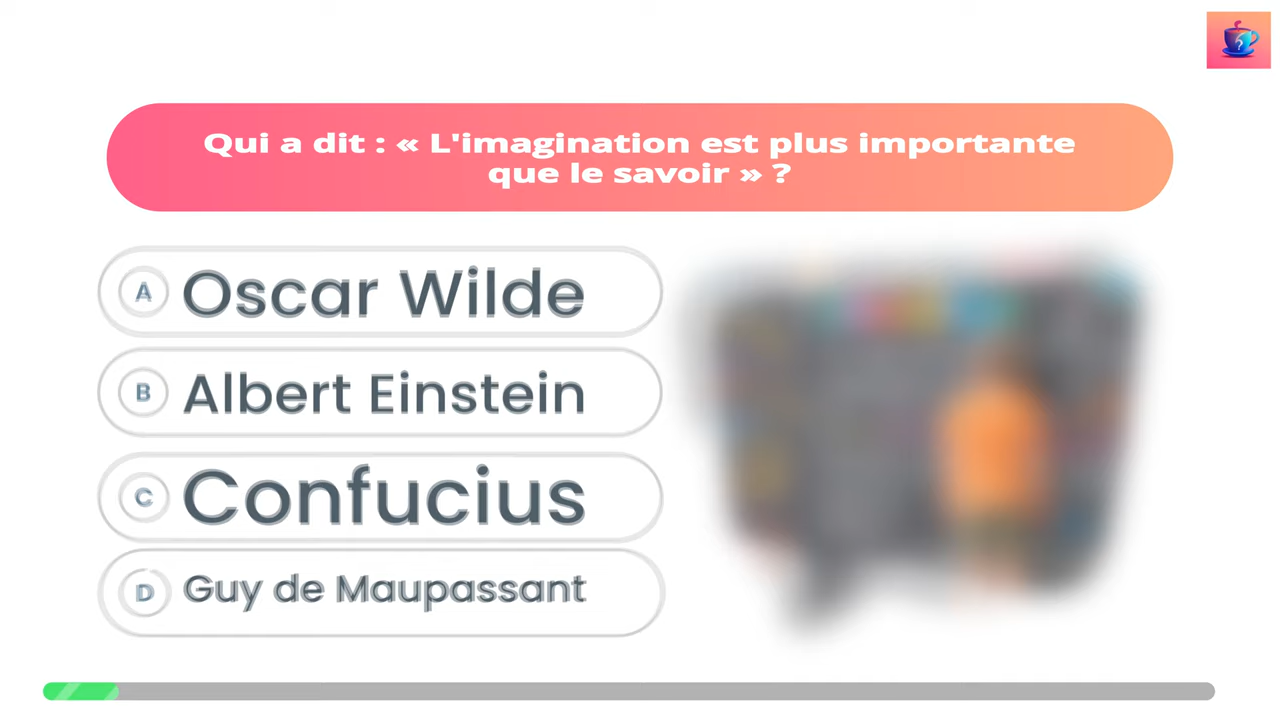 Qui a dit : « L'imagination est plus importante
que le savoir » ?
A Oscar Wilde
B Albert Einstein
C Confucius
D Guy de Maupassant